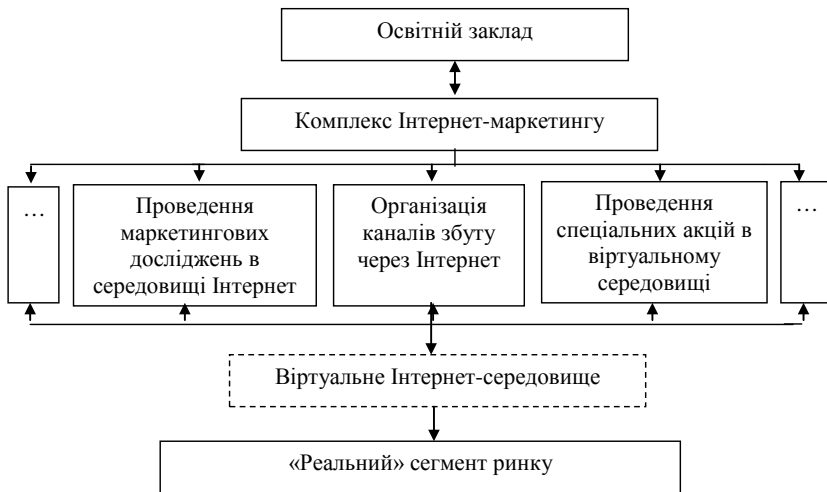 Освітній заклад
Комплекс Інтернет-маркетингу
…
Проведення
маркетингових
досліджень в
середовищі Інтернет
Організація
каналів збуту
через Інтернет
Проведення
спеціальних акцій в
віртуальному
середовищі
…
Віртуальне Інтернет-середовище
«Реальний» сегмент ринку